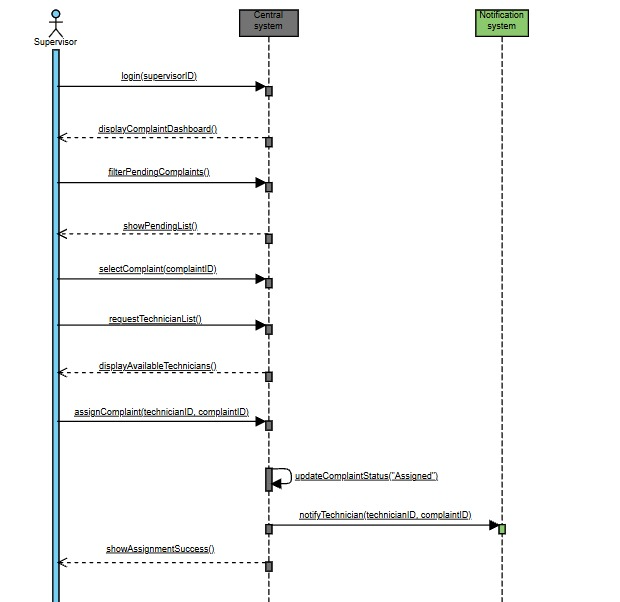 Supervisor
Central
system
Notification
system
login(supervisorID)
displayComplaintDashboard()
filterPendingComplaints()
showPendingList()
selectComplaint(complaintID)
requestTechnicianList()
displayAvailableTechnicians()
assignComplaint(technicianID, complaintID)
updateComplaintStatus("Assigned")
notifyTechnician(technicianID, complaintID)
showAssignmentSuccess()